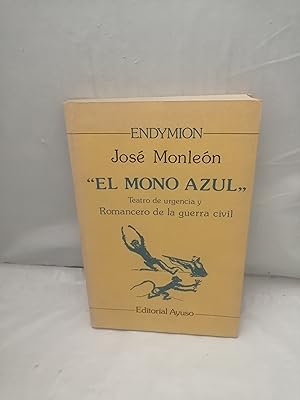 ENDYMION
José Monleón
“EL MONO AZUL„
Teatro de urgencia y
Romancero de la guerra civil
Editorial Ayuso